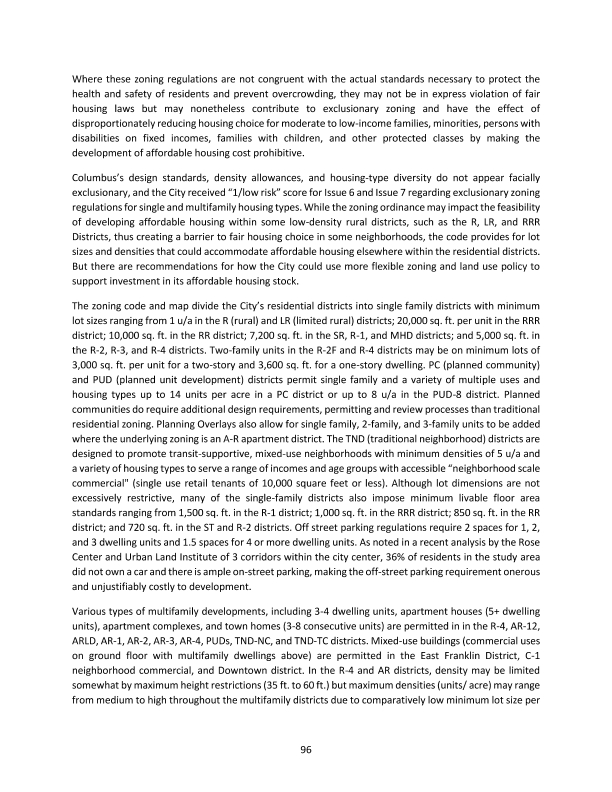 Where these zoning regulations are not congruent with the actual standards necessary to protect the
health and safety of residents and prevent overcrowding, they may not be in express violation of fair
housing laws but may nonetheless contribute to exclusionary zoning and have the effect of
disproportionately reducing housing choice for moderate to low-income families, minorities, persons with
disabilities on fixed incomes, families with children, and other protected classes by making the
development of affordable housing cost prohibitive.
Columbus's design standards, density allowances, and housing-type diversity do not appear facially
exclusionary, and the City received "1/low risk" score for Issue 6 and Issue 7 regarding exclusionary zoning
regulations for single and multifamily housing types. While the zoning ordinance may impact the feasibility
of developing affordable housing within some low-density rural districts, such as the R, LR, and RRR
Districts, thus creating a barrier to fair housing choice in some neighborhoods, the code provides for lot
sizes and densities that could accommodate affordable housing elsewhere within the residential districts.
But there are recommendations for how the City could use more flexible zoning and land use policy to
support investment in its affordable housing stock.
The zoning code and map divide the City's residential districts into single family districts with minimum
lot sizes ranging from 1 u/a in the R (rural) and LR (limited rural) districts; 20,000 sq. ft. per unit in the RRR
district; 10,000 sq. ft. in the RR district; 7,200 sq. ft. in the SR, R-1, and MHD districts; and 5,000 sq. ft. in
the R-2, R-3, and R-4 districts. Two-family units in the R-2F and R-4 districts may be on minimum lots of
3,000 sq. ft. per unit for a two-story and 3,600 sq. ft. for a one-story dwelling. PC (planned community)
and PUD (planned unit development) districts permit single family and a variety of multiple uses and
housing types up to 14 units per acre in a PC district or up to 8 u/a in the PUD-8 district. Planned
communities do require additional design requirements, permitting and review processes than traditional
residential zoning. Planning Overlays also allow for single family, 2-family, and 3-family units to be added
where the underlying zoning is an A-R apartment district. The TND (traditional neighborhood) districts are
designed to promote transit-supportive, mixed-use neighborhoods with minimum densities of 5 u/a and
a variety of housing types to serve a range of incomes and age groups with accessible "neighborhood scale
commercial" (single use retail tenants of 10,000 square feet or less). Although lot dimensions are not
excessively restrictive, many of the single-family districts also impose minimum livable floor area
standards ranging from 1,500 sq. ft. in the R-1 district; 1,000 sq. ft. in the RRR district; 850 sq. ft. in the RR
district; and 720 sq. ft. in the ST and R-2 districts. Off street parking regulations require 2 spaces for 1, 2,
and 3 dwelling units and 1.5 spaces for 4 or more dwelling units. As noted in a recent analysis by the Rose
Center and Urban Land Institute of 3 corridors within the city center, 36% of residents in the study area
did not own a car and there is ample on-street parking, making the off-street parking requirement onerous
and unjustifiably costly to development.
Various types of multifamily developments, including 3-4 dwelling units, apartment houses (5+ dwelling
units), apartment complexes, and town homes (3-8 consecutive units) are permitted in in the R-4, AR-12,
ARLD, AR-1, AR-2, AR-3, AR-4, PUDs, TND-NC, and TND-TC districts. Mixed-use buildings (commercial uses
on ground floor with multifamily dwellings above) are permitted in the East Franklin District, C-1
neighborhood commercial, and Downtown district. In the R-4 and AR districts, density may be limited
somewhat by maximum height restrictions (35 ft. to 60 ft.) but maximum densities (units/ acre) may range
from medium to high throughout the multifamily districts due to comparatively low minimum lot size per
96